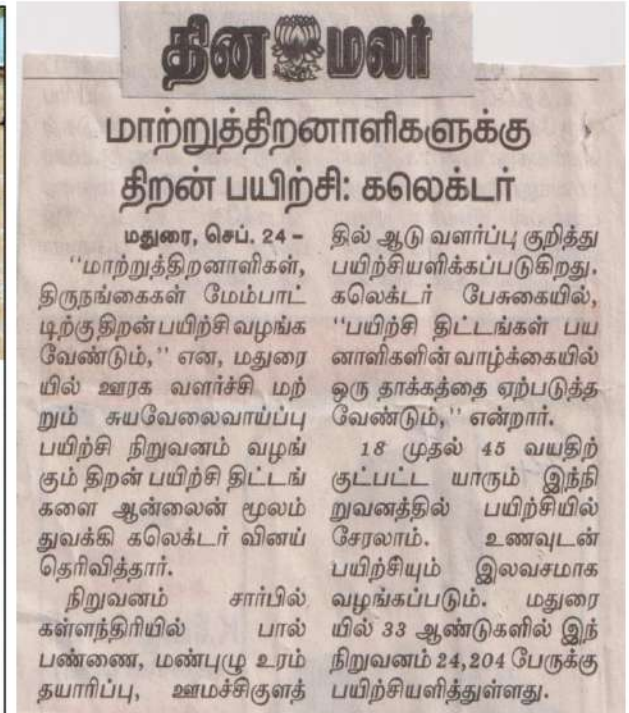 தின மலர்
மாற்றுத்திறனாளிகளுக்கு
திறன் பயிற்சி: கலெக்டர்
மதுரை, செப். 24 –
‘‘மாற்றுத்திறனாளிகள்,
திருநங்கைகள் மேம்பாட்
டிற்கு திறன் பயிற்சி வழங்க
வேண்டும்,’’ என, மதுரை
யில் ஊரக வளர்ச்சி மற்
றும் சுயவேலைவாய்ப்பு
பயிற்சி நிறுவனம் வழங்
கும் திறன் பயிற்சி திட்டங்
களை ஆன்லைன் மூலம்
துவக்கி கலெக்டர் வினய்
தெரிவித்தார்.
நிறுவனம் சார்பில்
கள்ளந்திரியில் பால்
பண்ணை, மண்புழு உரம்
தயாரிப்பு, ஊமச்சிகுளத்
தில் ஆடு வளர்ப்பு குறித்து
பயிற்சியளிக்கப்படுகிறது.
கலெக்டர் பேசுகையில்,
‘‘பயிற்சி திட்டங்கள் பய
னாளிகளின் வாழ்க்கையில்
ஒரு தாக்கத்தை ஏற்படுத்த
வேண்டும்,’’ என்றார்.
18 முதல் 45 வயதிற்
குட்பட்ட யாரும் இந்நி
றுவனத்தில் பயிற்சியில்
சேரலாம். உணவுடன்
பயிற்சியும் இலவசமாக
வழங்கப்படும். மதுரை
யில் 33 ஆண்டுகளில் இந்
நிறுவனம் 24,204 பேருக்கு
பயிற்சியளித்துள்ளது.